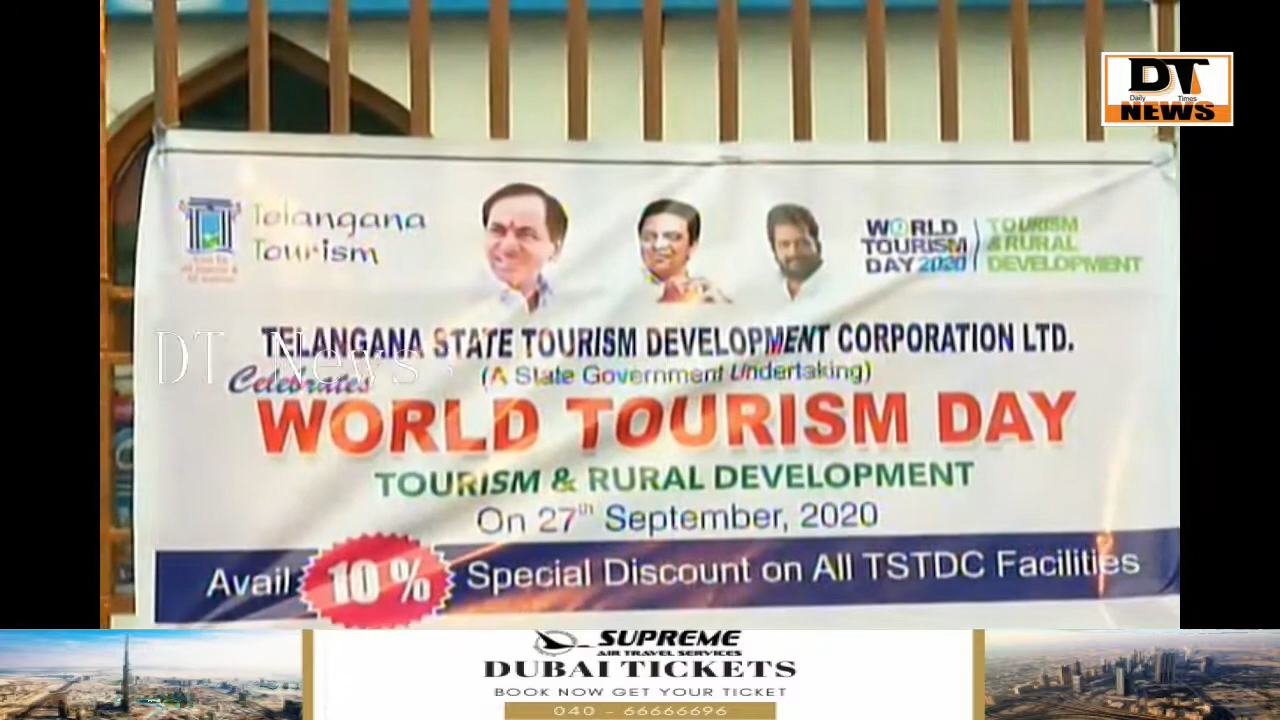 DT
Daily Times
NEWS
Telangana
Tourism
WORLD
TOURISM
DAY 2020
TOURISM
& RURAL
DEVELOPMENT
TELANGANA STATE TOURISM DEVELOPMENT CORPORATION LTD.
DT News
Celebrates
(A State Government Undertaking)
WORLD TOURISM DAY
TOURISM & RURAL DEVELOPMENT
On 27th September, 2020
Avail 10 % Special Discount on All TSTDC Facilities
SUPREME
AIR TRAVEL SERVICES
DUBAI TICKETS
BOOK NOW GET YOUR TICKET
040 - 66666696